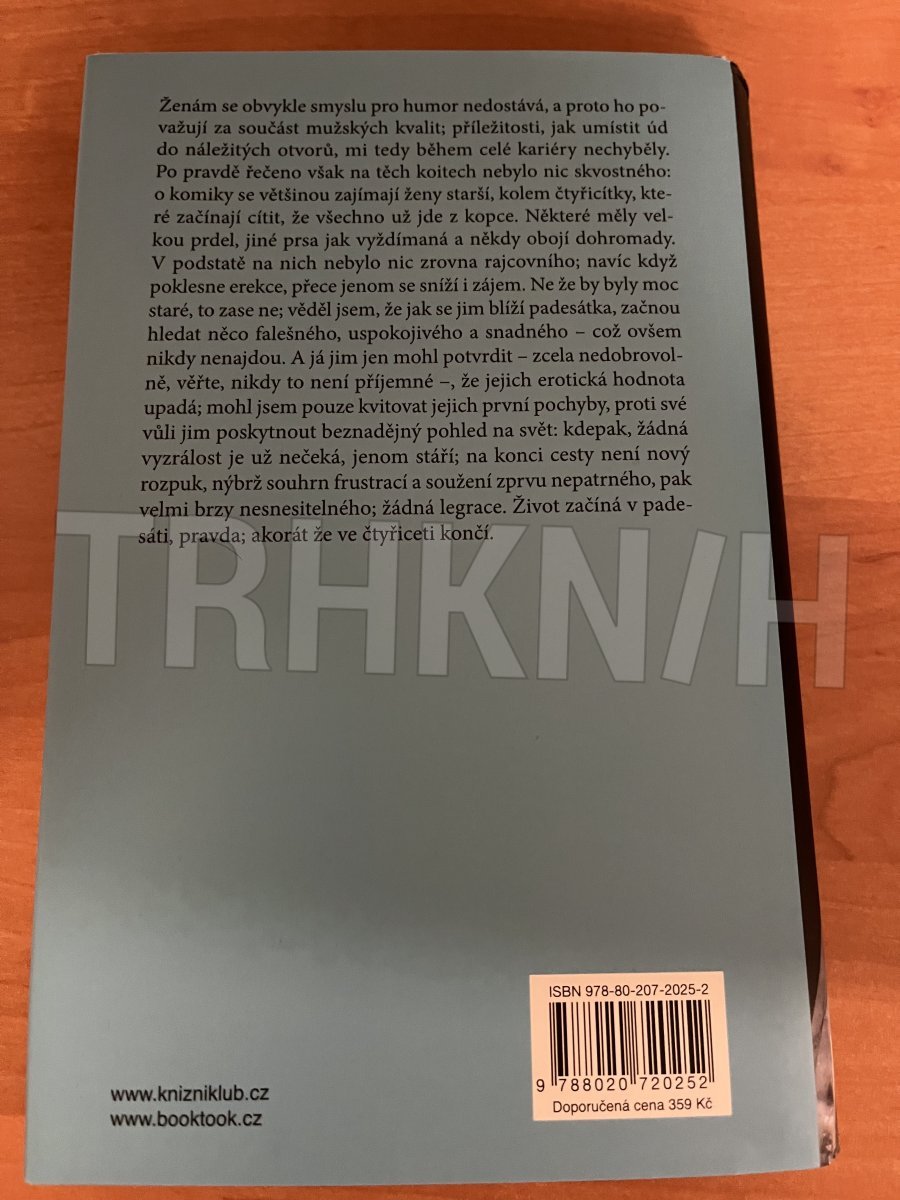 Ženám se obvykle smyslu pro humor nedostává, a proto ho po-
važují za součást mužských kvalit; příležitosti, jak umístit úd
do náležitých otvorů, mi tedy během celé kariéry nechyběly.
Po pravdě řečeno však na těch koitech nebylo nic skvostného:
o komiky se většinou zajímají ženy starší, kolem čtyřicítky, kte-
ré začínají cítit, že všechno už jde z kopce. Některé měly vel-
kou prdel, jiné prsa jak vyždímaná a někdy obojí dohromady.
V podstatě na nich nebylo nic zrovna rajcovního; navíc když
poklesne erekce, přece jenom se sníží i zájem. Ne že by byly moc
staré, to zase ne; věděl jsem, že jak se jim blíží padesátka, začnou
hledat něco falešného, uspokojivého a snadného – což ovšem
nikdy nenajdou. A já jim jen mohl potvrdit – zcela nedobrovol-
ně, věřte, nikdy to není příjemné –, že jejich erotická hodnota
upadá; mohl jsem pouze kvitovat jejich první pochyby, proti své
vůli jim poskytnout beznadějný pohled na svět: kdepak, žádná
vyzrálost je už nečeká, jenom stáří; na konci cesty není nový
rozpuk, nýbrž souhrn frustrací a soužení zprvu nepatrného, pak
velmi brzy nesnesitelného; žádná legrace. Život začíná v pade-
sáti, pravda; akorát že ve čtyřiceti končí.
TRHKN/H
ISBN 978-80-207-2025-2
9 788020 720252
Doporučená cena 359 Kč
www.knizniklub.cz
www.booktook.cz